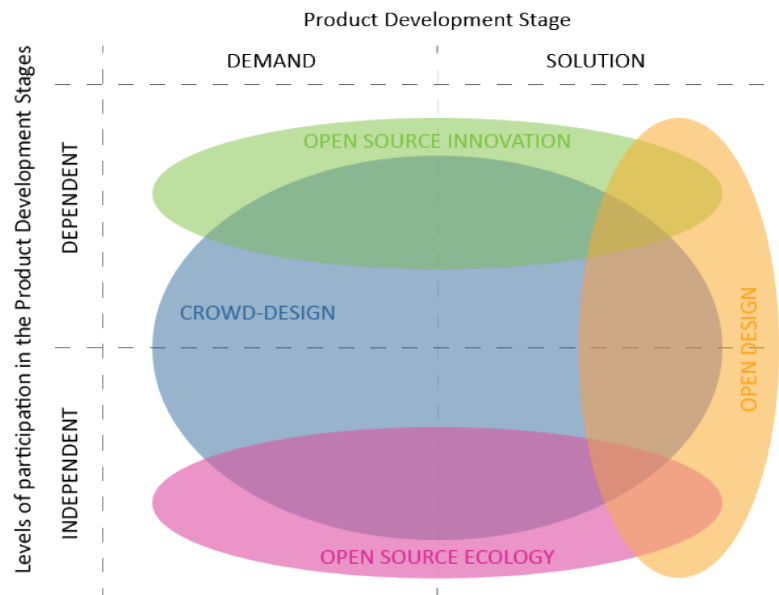 Product Development Stage
DEMAND
SOLUTION
Levels of participation in the Product Development Stages
DEPENDENT
INDEPENDENT
OPEN SOURCE INNOVATION
CROWD-DESIGN
OPEN DESIGN
OPEN SOURCE ECOLOGY